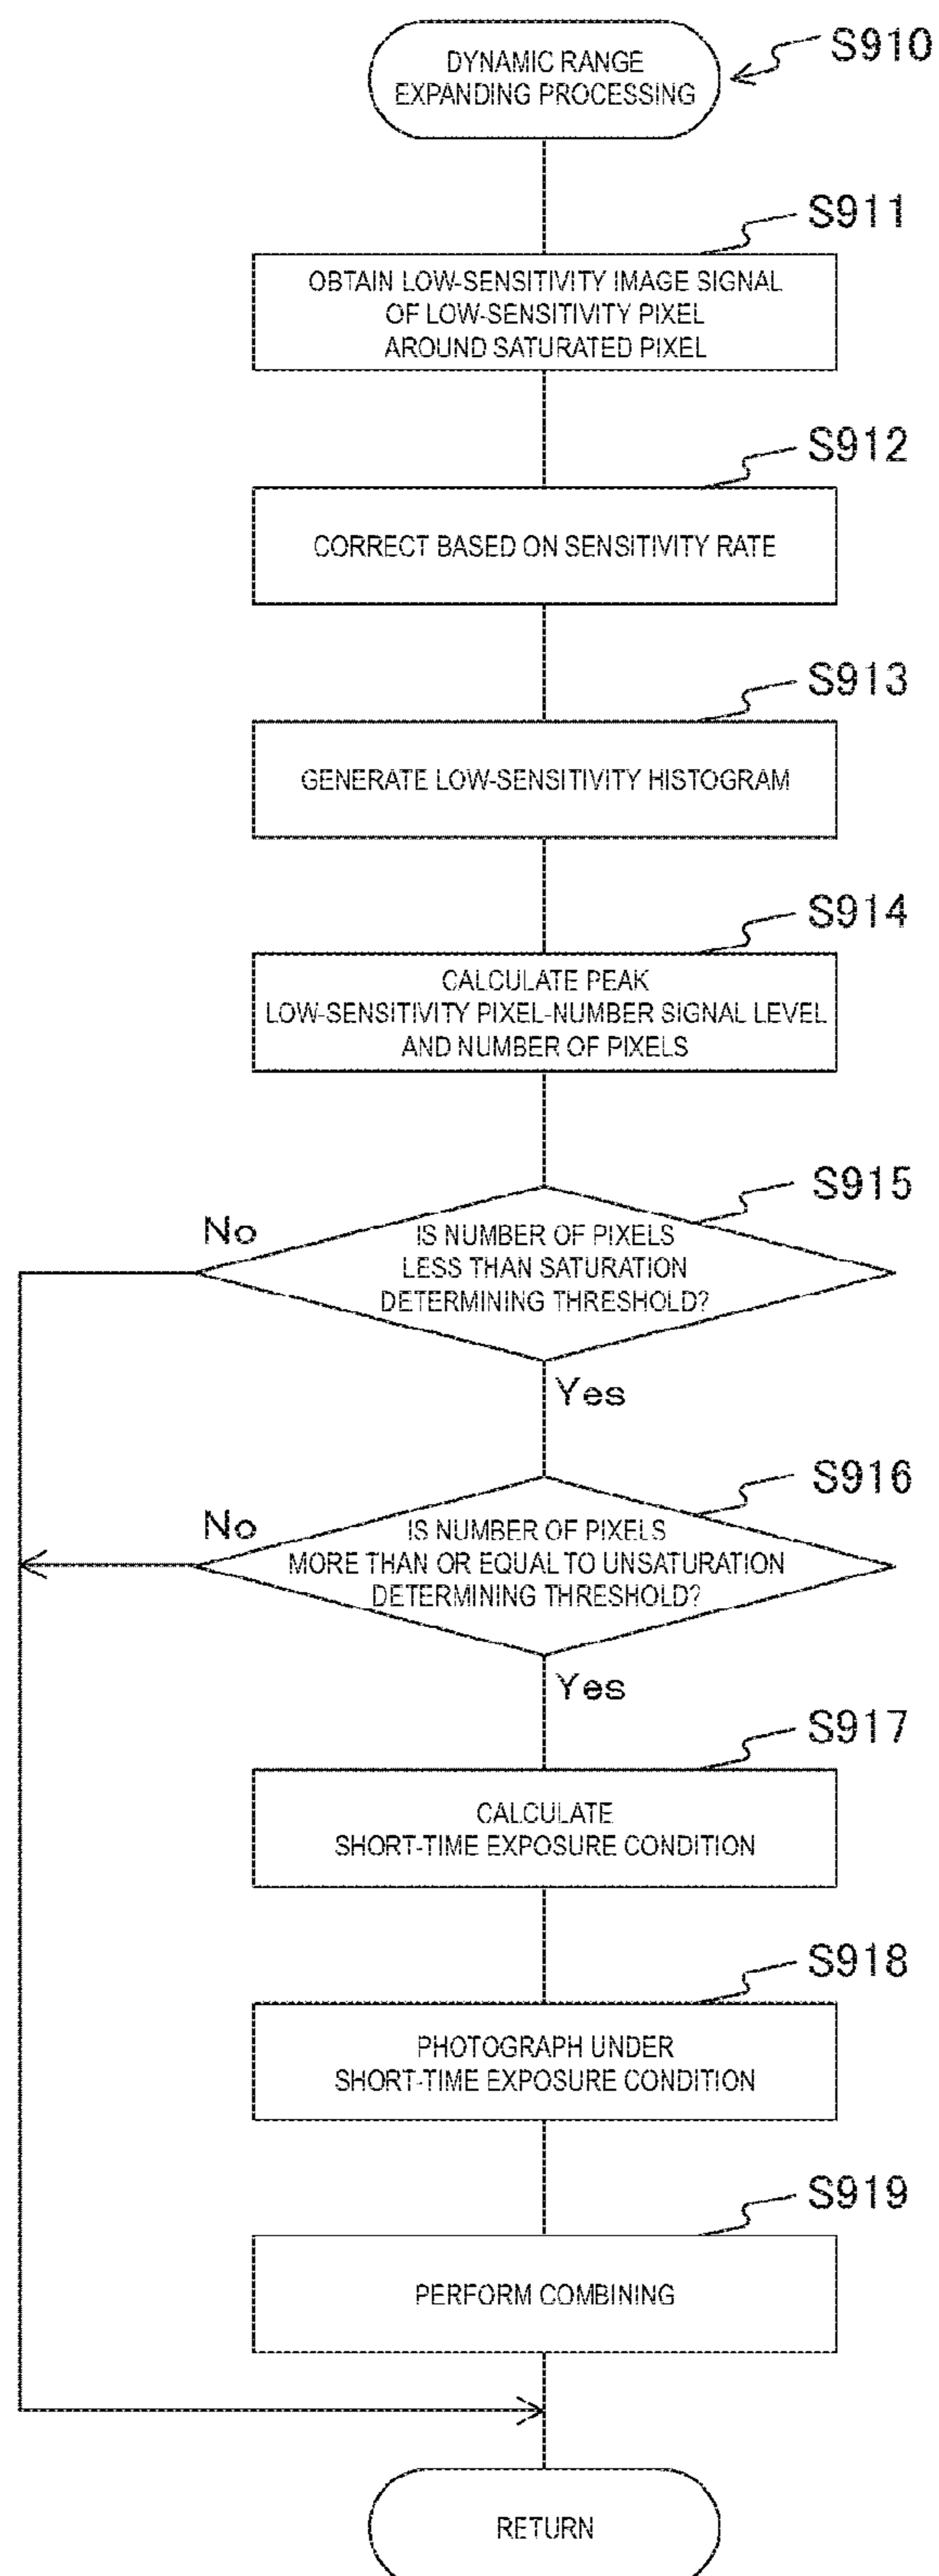 DYNAMIC RANGE
EXPANDING PROCESSING
S910
S911
OBTAIN LOW-SENSITIVITY IMAGE SIGNAL
OF LOW-SENSITIVITY PIXEL
AROUND SATURATED PIXEL
S912
CORRECT BASED ON SENSITIVITY RATE
S913
GENERATE LOW-SENSITIVITY HISTOGRAM
S914
CALCULATE PEAK
LOW-SENSITIVITY PIXEL-NUMBER SIGNAL LEVEL
AND NUMBER OF PIXELS
S915
No
IS NUMBER OF PIXELS
LESS THAN SATURATION
DETERMINING THRESHOLD?
Yes
S916
No
IS NUMBER OF PIXELS
MORE THAN OR EQUAL TO UNSATURATION
DETERMINING THRESHOLD?
Yes
S917
CALCULATE
SHORT-TIME EXPOSURE CONDITION
S918
PHOTOGRAPH UNDER
SHORT-TIME EXPOSURE CONDITION
S919
PERFORM COMBINING
RETURN